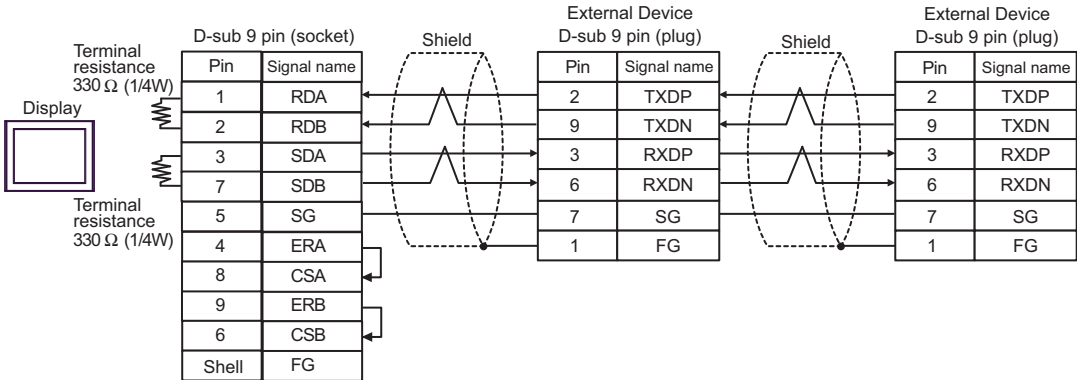 Display
Terminal
resistance
330 Ω (1/4W)
Terminal
resistance
330 Ω (1/4W)
D-sub 9 pin (socket)
Pin Signal name
1 RDA
2 RDB
3 SDA
7 SDB
5 SG
4 ERA
8 CSA
9 ERB
6 CSB
Shell FG
Shield
External Device
D-sub 9 pin (plug)
Pin Signal name
2 TXDP
9 TXDN
3 RXDP
6 RXDN
7 SG
1 FG
Shield
External Device
D-sub 9 pin (plug)
Pin Signal name
2 TXDP
9 TXDN
3 RXDP
6 RXDN
7 SG
1 FG